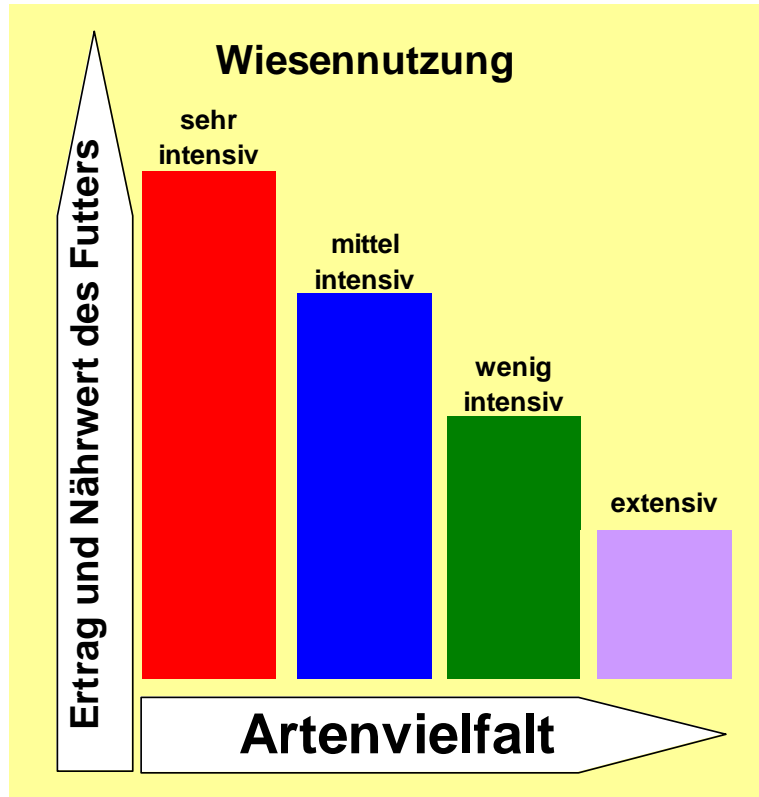 Wiesennutzung
sehr
intensiv
mittel
intensiv
wenig
intensiv
extensiv
Ertrag und Nährwert des Futters
Artenvielfalt